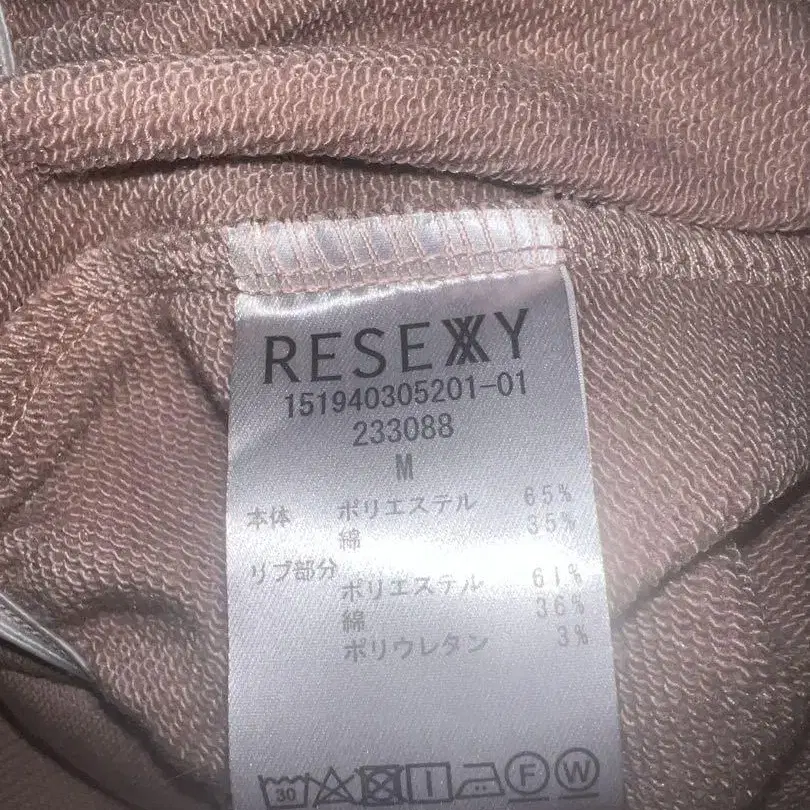 RESEXXY
151940305201-01
233088
M
本体 ポリエステル 65%
綿 35%
リブ部分 ポリエステル 61%
綿 36%
ポリウレタン 3%
30 F W